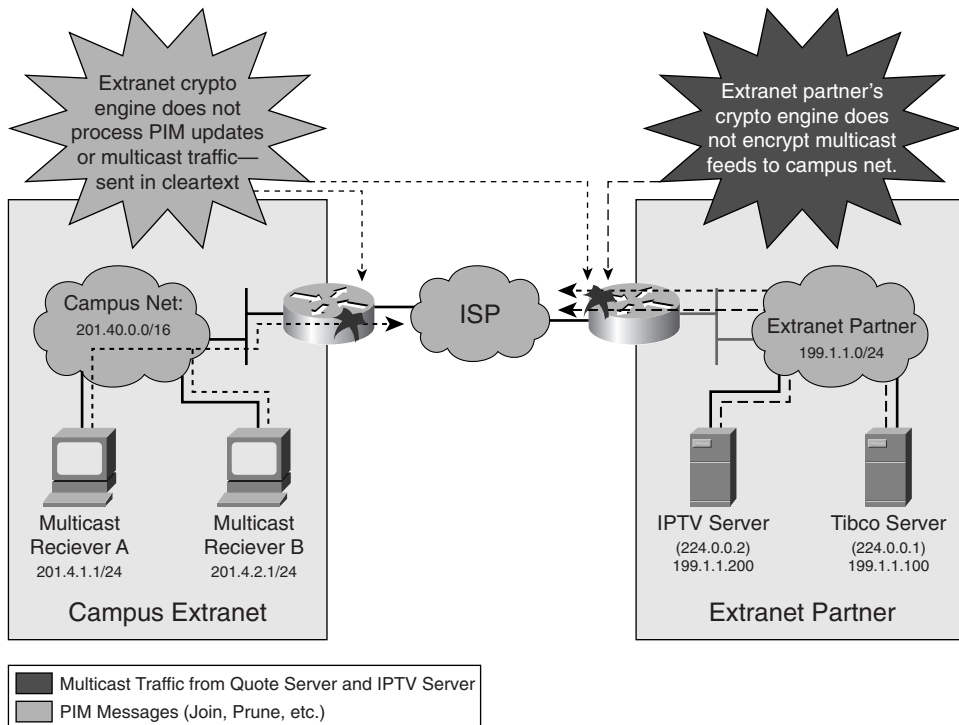 Extranet crypto
engine does not
process PIM updates
or multicast traffic—
sent in cleartext
Extranet partner's
crypto engine does
not encrypt multicast
feeds to campus net.
Campus Net:
201.40.0.0/16
ISP
Extranet Partner
199.1.1.0/24
Multicast
Reciever A
201.4.1.1/24
Multicast
Reciever B
201.4.2.1/24
IPTV Server
(224.0.0.2)
199.1.1.200
Tibco Server
(224.0.0.1)
199.1.1.100
Campus Extranet
Extranet Partner
Multicast Traffic from Quote Server and IPTV Server
PIM Messages (Join, Prune, etc.)